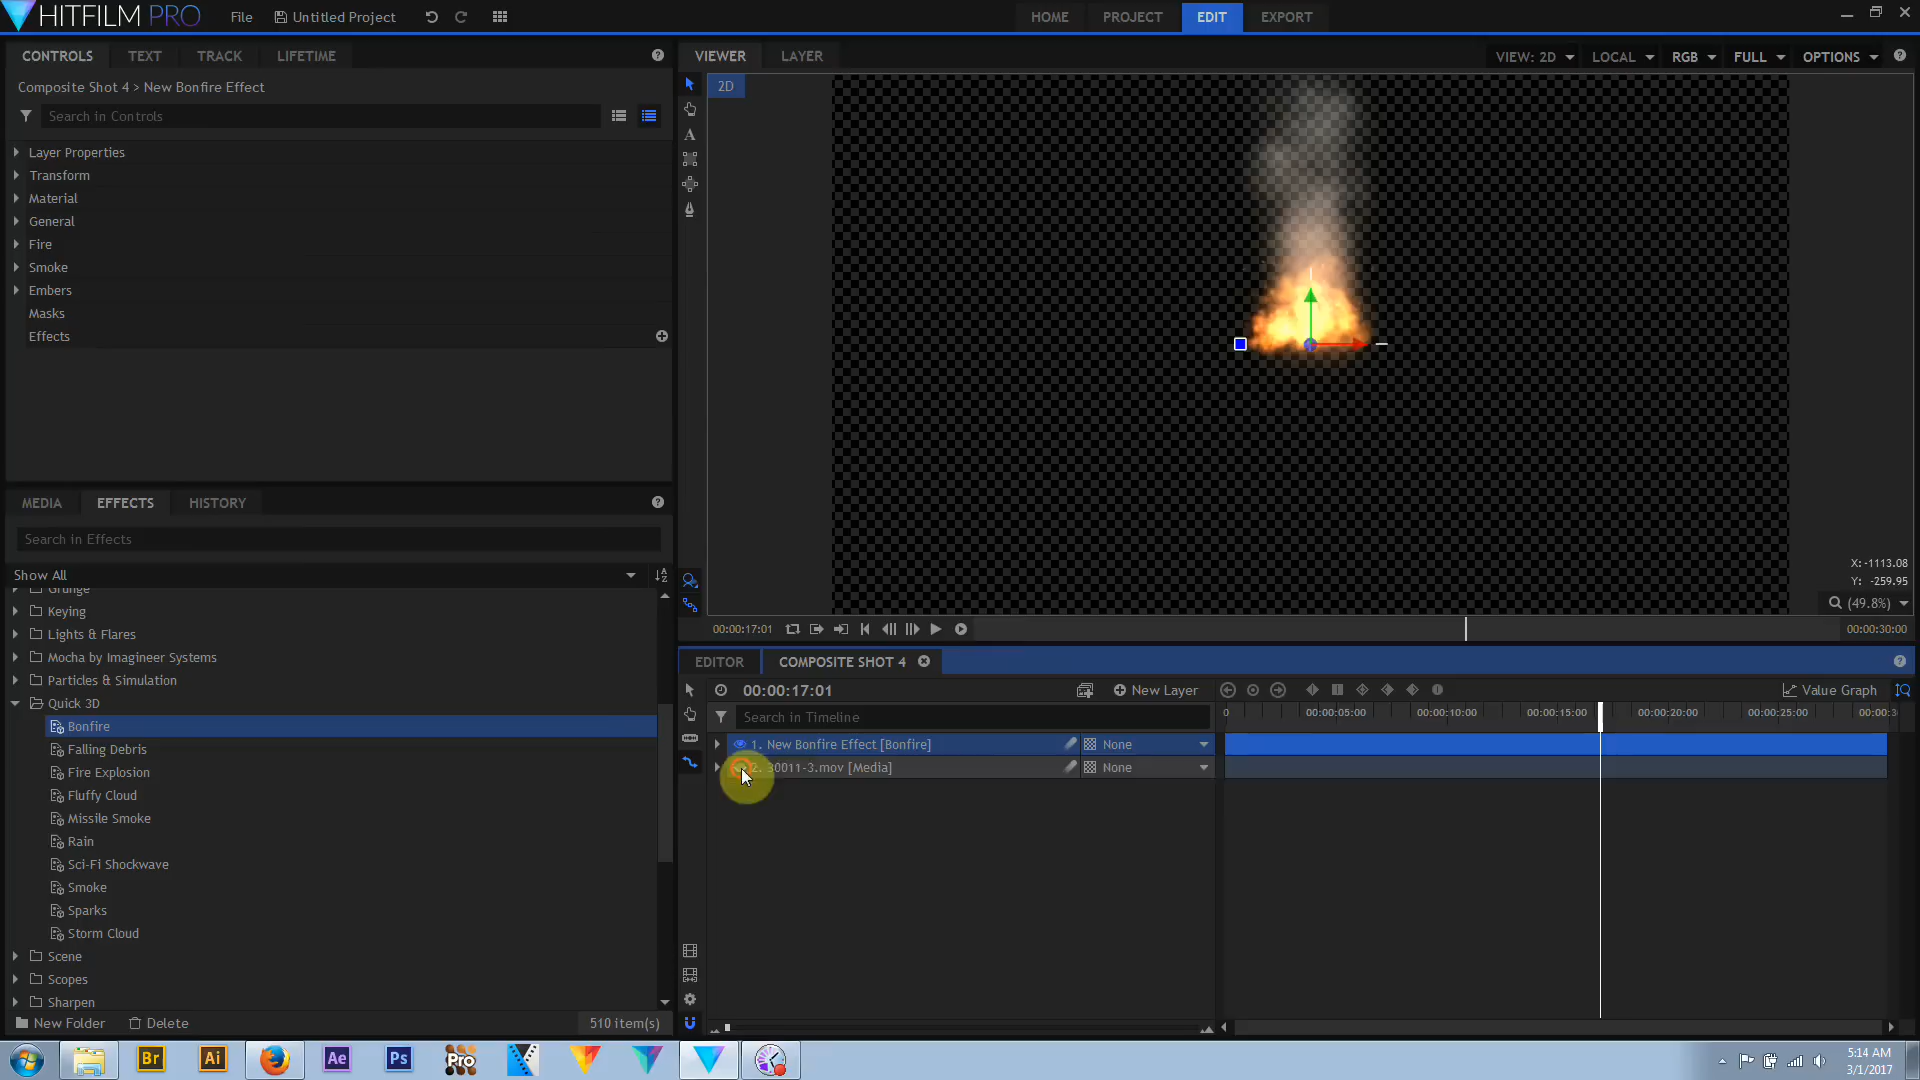 HITFILM PRO File Untitled Project HOME PROJECT EDIT EXPORT
CONTROLS TEXT TRACK LIFETIME
Composite Shot 4 > New Bonfire Effect
Search in Controls
Layer Properties
Transform
Material
General
Fire
Smoke
Embers
Masks
Effects
VIEWER LAYER VIEW: 2D LOCAL RGB FULL OPTIONS
2D
A
X: -1113.08
Y: -259.95
(49.8%)
00:00:17:01 00:00:30:00
MEDIA EFFECTS HISTORY
Search in Effects
Show All
Grunge
Keying
Lights & Flares
Mocha by Imagineer Systems
Particles & Simulation
Quick 3D
Bonfire
Falling Debris
Fire Explosion
Fluffy Cloud
Missile Smoke
Rain
Sci-Fi Shockwave
Smoke
Sparks
Storm Cloud
Scene
Scopes
Sharpen
New Folder Delete 510 item(s)
EDITOR COMPOSITE SHOT 4
00:00:17:01 New Layer Value Graph
Search in Timeline
0 00:00:05:00 00:00:10:00 00:00:15:00 00:00:20:00 00:00:25:00 00:00:3
1. New Bonfire Effect [Bonfire] None
2. 30011-3.mov [Media] None
Br Ai Ae Ps Pro
5:14 AM
3/1/2017